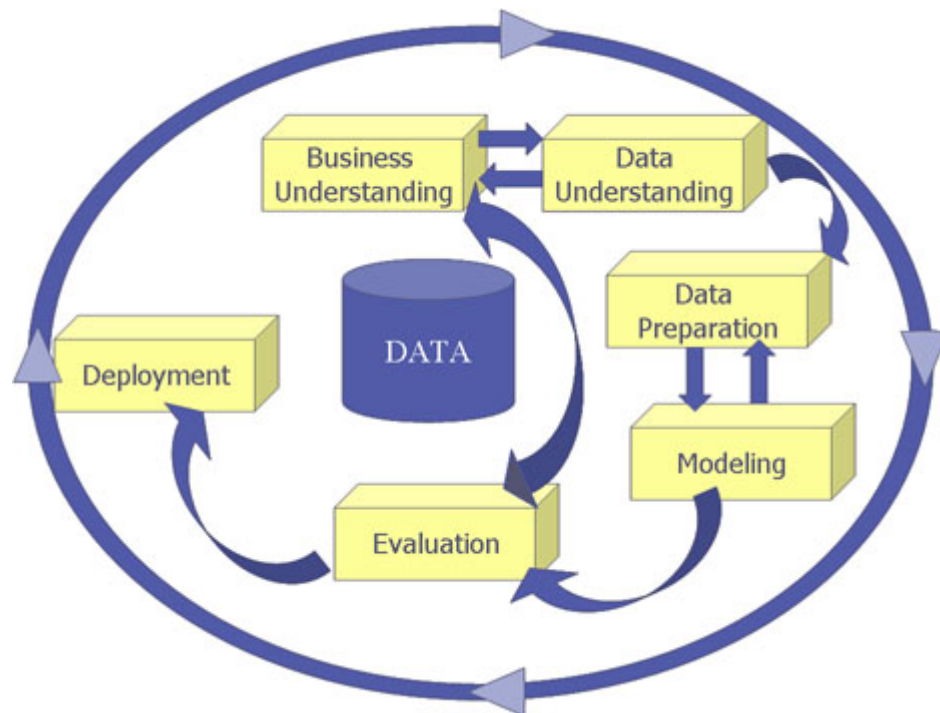 Business
Understanding
Data
Understanding
Data
Preparation
Modeling
Evaluation
Deployment
DATA